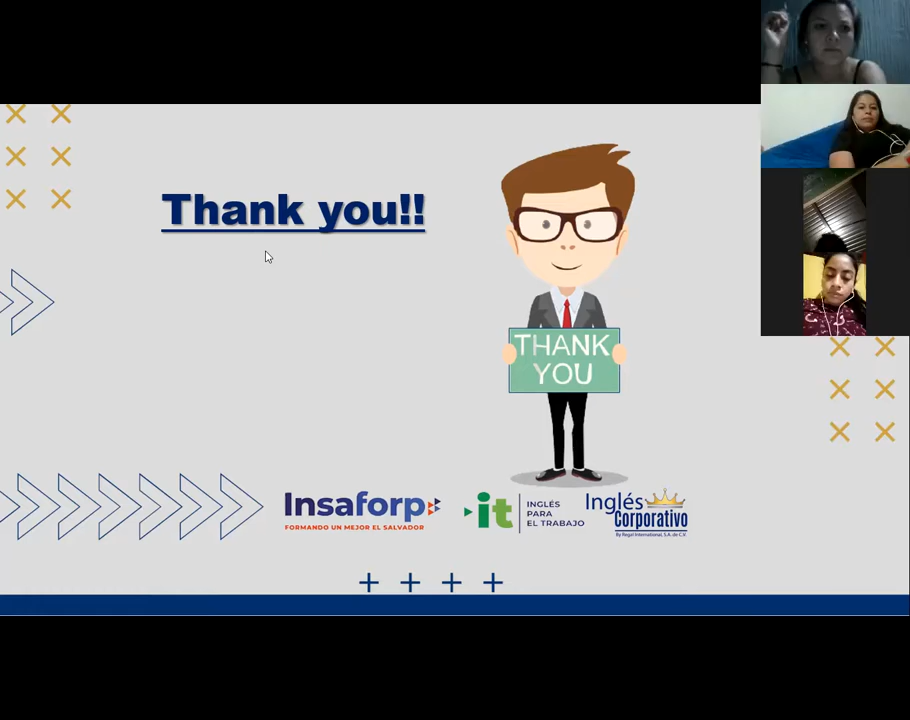 Thank you!!
THANK
YOU
Insaforp
FORMANDO UN MEJOR EL SALVADOR
it
INGLÉS
PARA
EL TRABAJO
Inglés
Corporativo
By Regal International, S.A. de C.V.